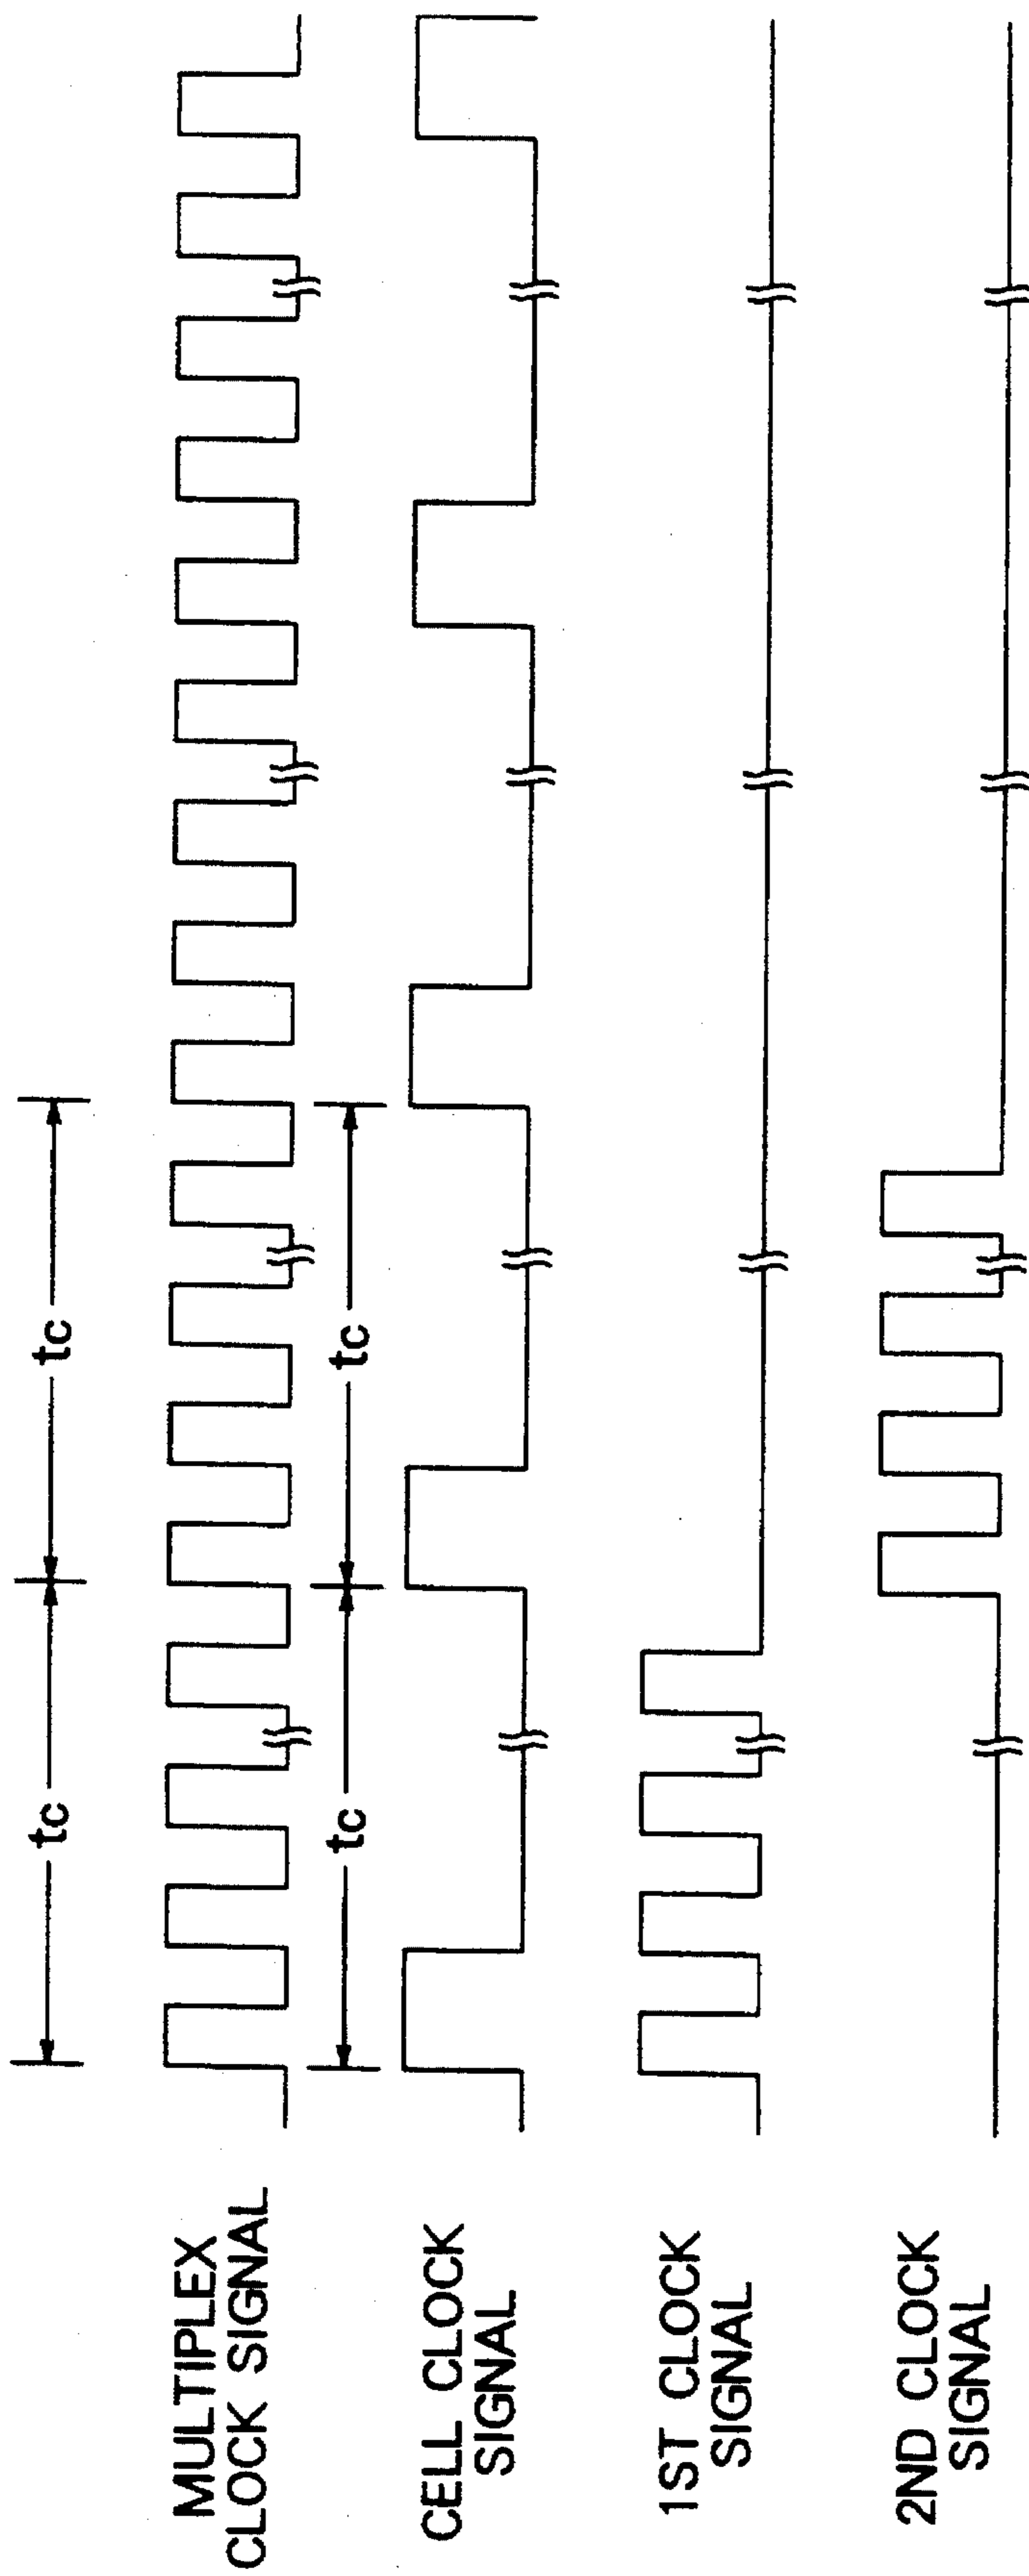 tc
tc
MULTIPLEX
CLOCK SIGNAL
tc
tc
CELL CLOCK
SIGNAL
1ST CLOCK
SIGNAL
2ND CLOCK
SIGNAL